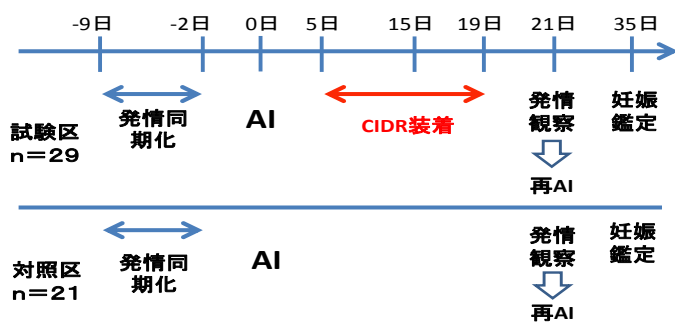 -9日 -2日 0日 5日 15日 19日 21日 35日
試験区
n=29
発情同
期化
AI
CIDR装着
発情
観察
再AI
妊娠
鑑定
対照区
n=21
発情同
期化
AI
発情
観察
再AI
妊娠
鑑定